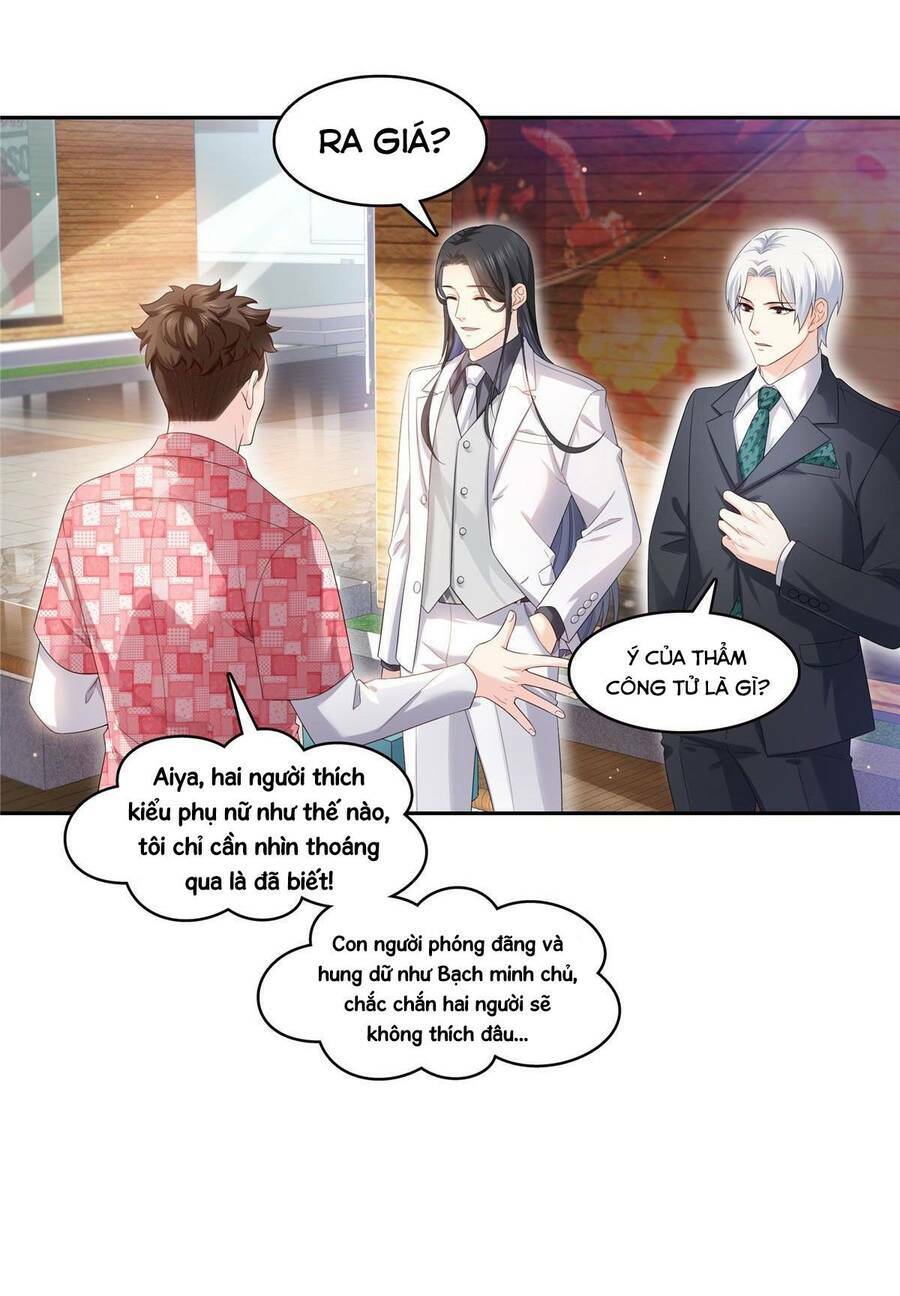 RA GIÁ?
Ý CỦA THẨM
CÔNG TỬ LÀ GÌ?
Aiya, hai người thích
kiểu phụ nữ như thế nào,
tôi chỉ cần nhìn thoáng
qua là đã biết!
Con người phóng đãng và
hung dữ như Bạch minh chủ,
chắc chắn hai người sẽ
không thích đâu...